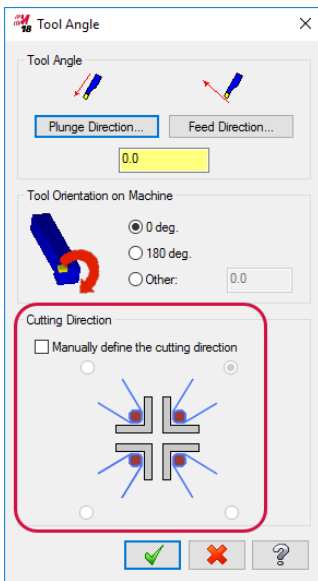 18
Tool Angle
Tool Angle
Plunge Direction...
Feed Direction...
0.0
Tool Orientation on Machine
0 deg.
180 deg.
Other:
0.0
Cutting Direction
Manually define the cutting direction
?